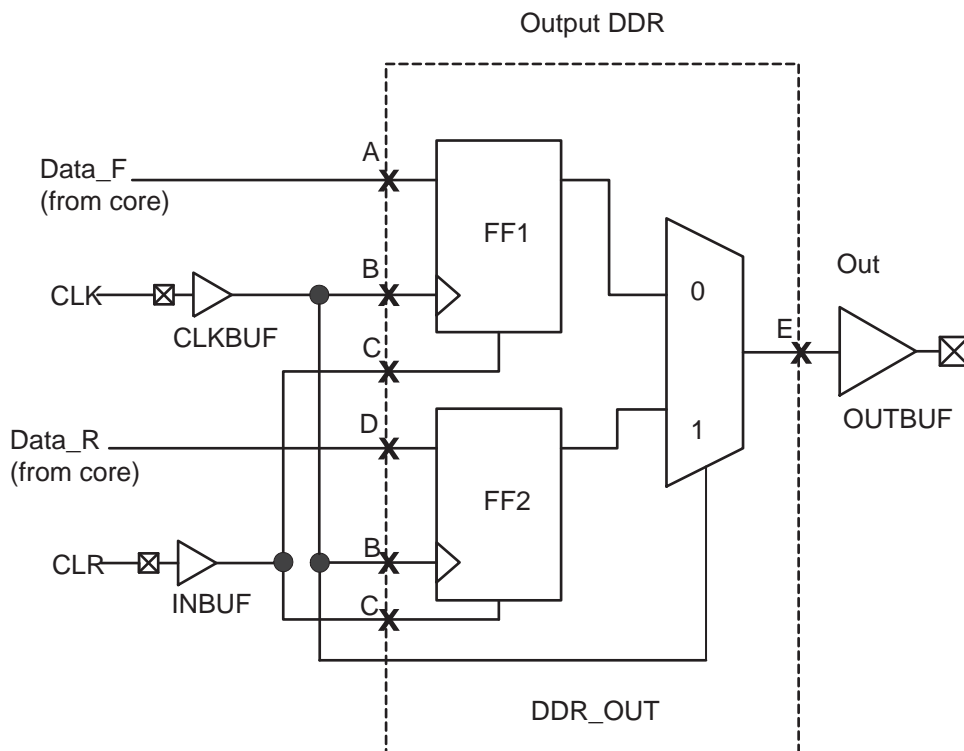 Output DDR
A
Data_F
(from core)
FF1
B
CLK
CLKBUF
0
Out
E
C
OUTBUF
D
Data_R
(from core)
1
FF2
B
CLR
INBUF
C
DDR_OUT